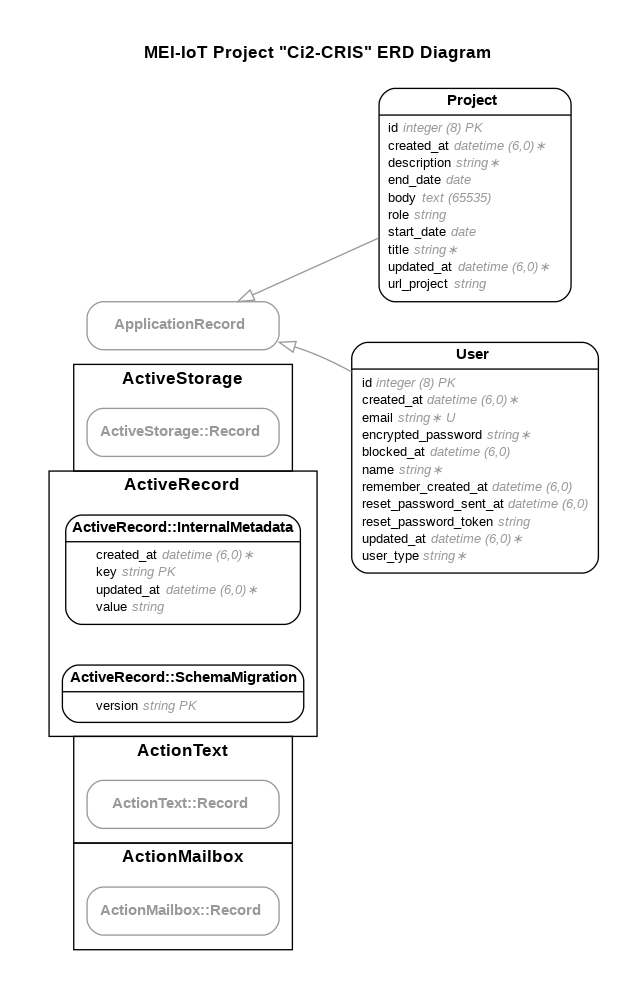 MEI-IoT Project "Ci2-CRIS" ERD Diagram
Project
id integer (8) PK
created_at datetime (6,0)∗
description string∗
end_date date
body text (65535)
role string
start_date date
title string∗
updated_at datetime (6,0)∗
url_project string
ApplicationRecord
User
id integer (8) PK
created_at datetime (6,0)∗
email string∗ U
encrypted_password string∗
blocked_at datetime (6,0)
name string∗
remember_created_at datetime (6,0)
reset_password_sent_at datetime (6,0)
reset_password_token string
updated_at datetime (6,0)∗
user_type string∗
ActiveStorage
ActiveStorage::Record
ActiveRecord
ActiveRecord::InternalMetadata
created_at datetime (6,0)∗
key string PK
updated_at datetime (6,0)∗
value string
ActiveRecord::SchemaMigration
version string PK
ActionText
ActionText::Record
ActionMailbox
ActionMailbox::Record